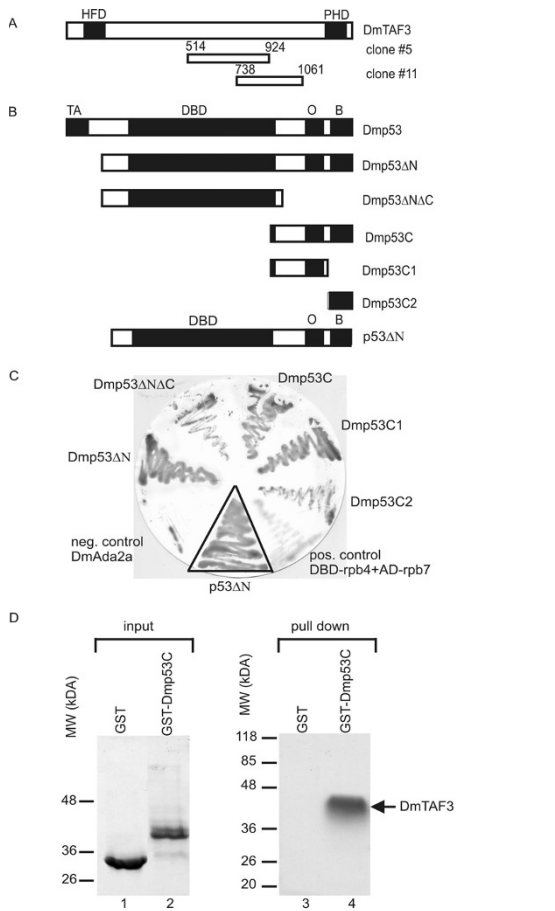 A
HFD PHD
DmTAF3
514 924 clone #5
738 1061 clone #11
B
TA DBD O B
Dmp53
Dmp53ΔN
Dmp53ΔNΔC
Dmp53C
Dmp53C1
Dmp53C2
DBD O B
p53ΔN
C
Dmp53ΔNΔC
Dmp53C
Dmp53C1
Dmp53ΔN
Dmp53C2
neg. control
DmAda2a
pos. control
DBD-rpb4+AD-rpb7
p53ΔN
D
input
pull down
MW (kDA)
GST
GST-Dmp53C
MW (kDA)
GST
GST-Dmp53C
48
36
26
118
85
48
36
26
20
DmTAF3
1 2 3 4